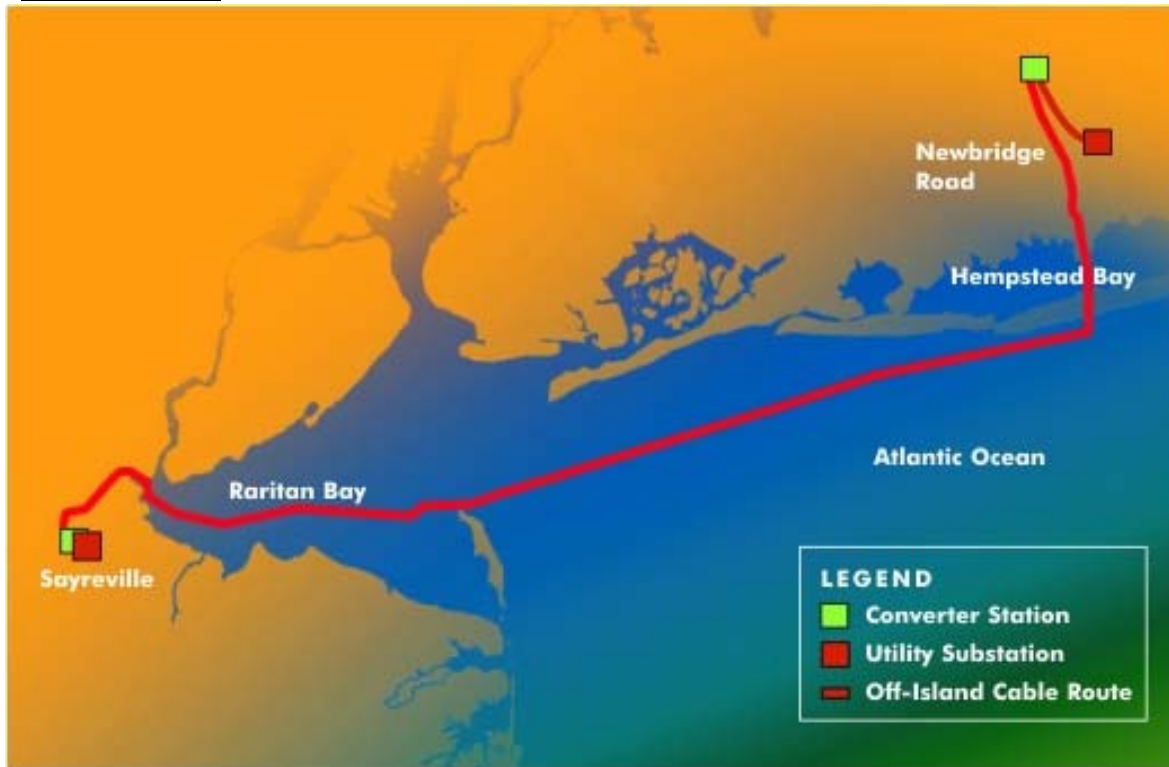 Newbridge
Road
Hempstead Bay
Atlantic Ocean
Raritan Bay
Sayreville
LEGEND
Converter Station
Utility Substation
Off-Island Cable Route